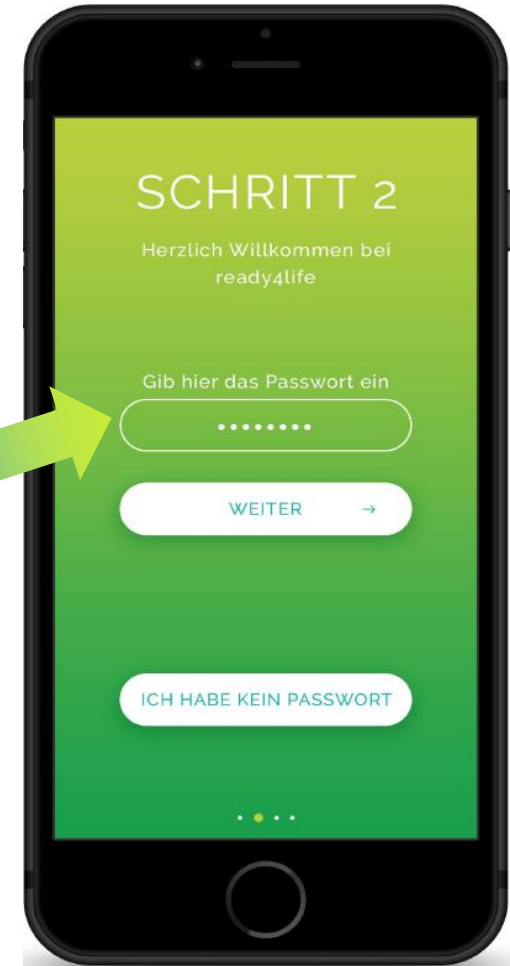 SCHRITT 2
Herzlich Willkommen bei
ready4life
Gib hier das Passwort ein
••••••••
WEITER →
ICH HABE KEIN PASSWORT